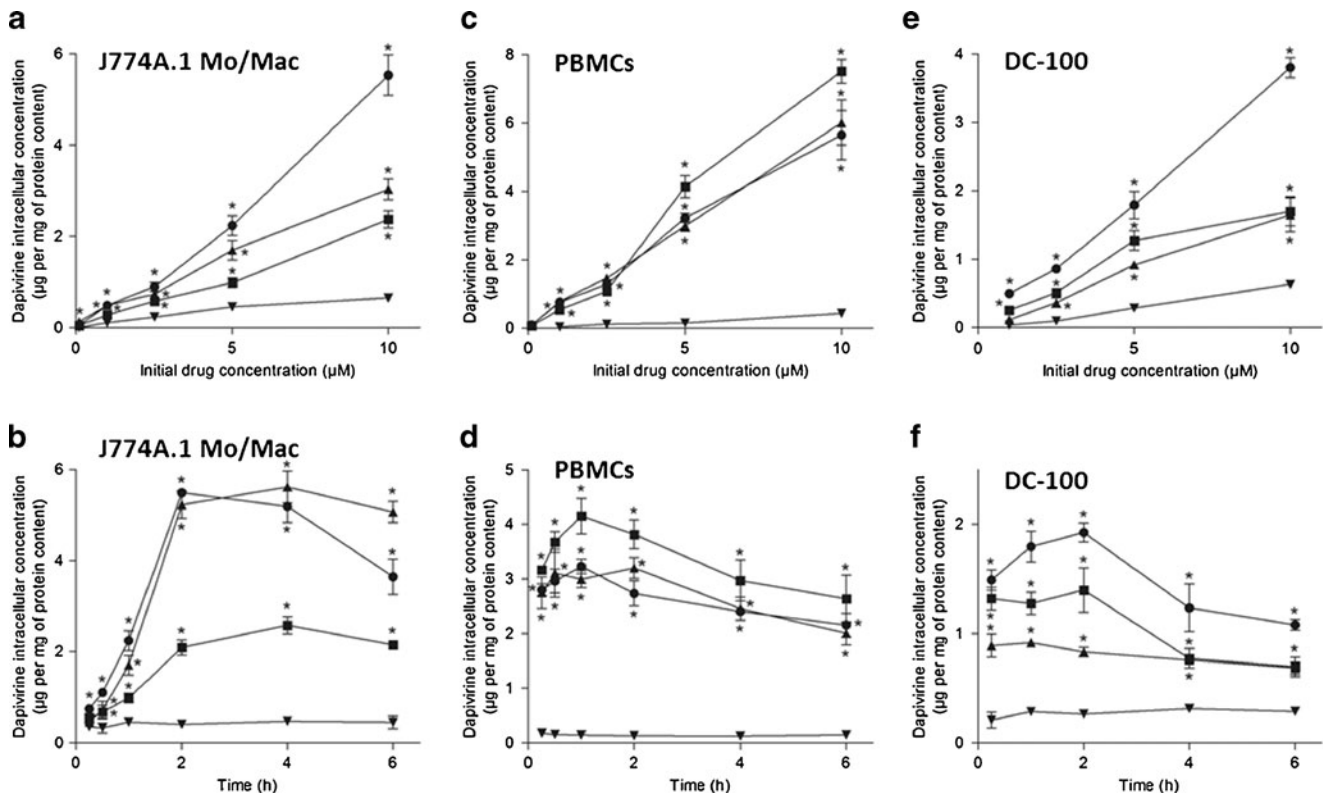 a
J774A.1 Mo/Mac
Dapivirine intracellular concentration
(µg per mg of protein content)
6
4
2
0
0
5
10
Initial drug concentration (µM)
c
PBMCs
Dapivirine intracellular concentration
(µg per mg of protein content)
8
6
4
2
0
0
5
10
Initial drug concentration (µM)
e
DC-100
Dapivirine intracellular concentration
(µg per mg of protein content)
4
3
2
1
0
0
5
10
Initial drug concentration (µM)
b
J774A.1 Mo/Mac
Dapivirine intracellular concentration
(µg per mg of protein content)
6
4
2
0
0
2
4
6
Time (h)
d
PBMCs
Dapivirine intracellular concentration
(µg per mg of protein content)
5
4
3
2
1
0
0
2
4
6
Time (h)
f
DC-100
Dapivirine intracellular concentration
(µg per mg of protein content)
2
1
0
0
2
4
6
Time (h)